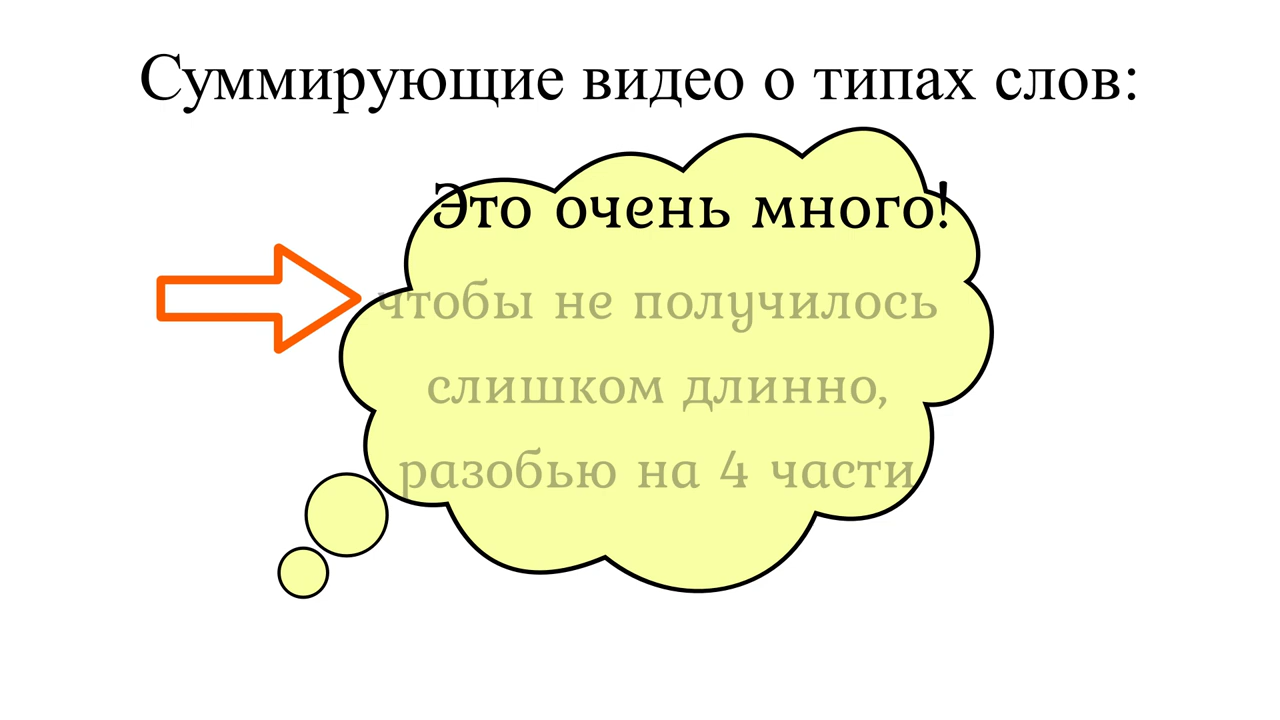 Суммирующие видео о типах слов:
Это очень много!
чтобы не получилось
слишком длинно,
разобью на 4 части